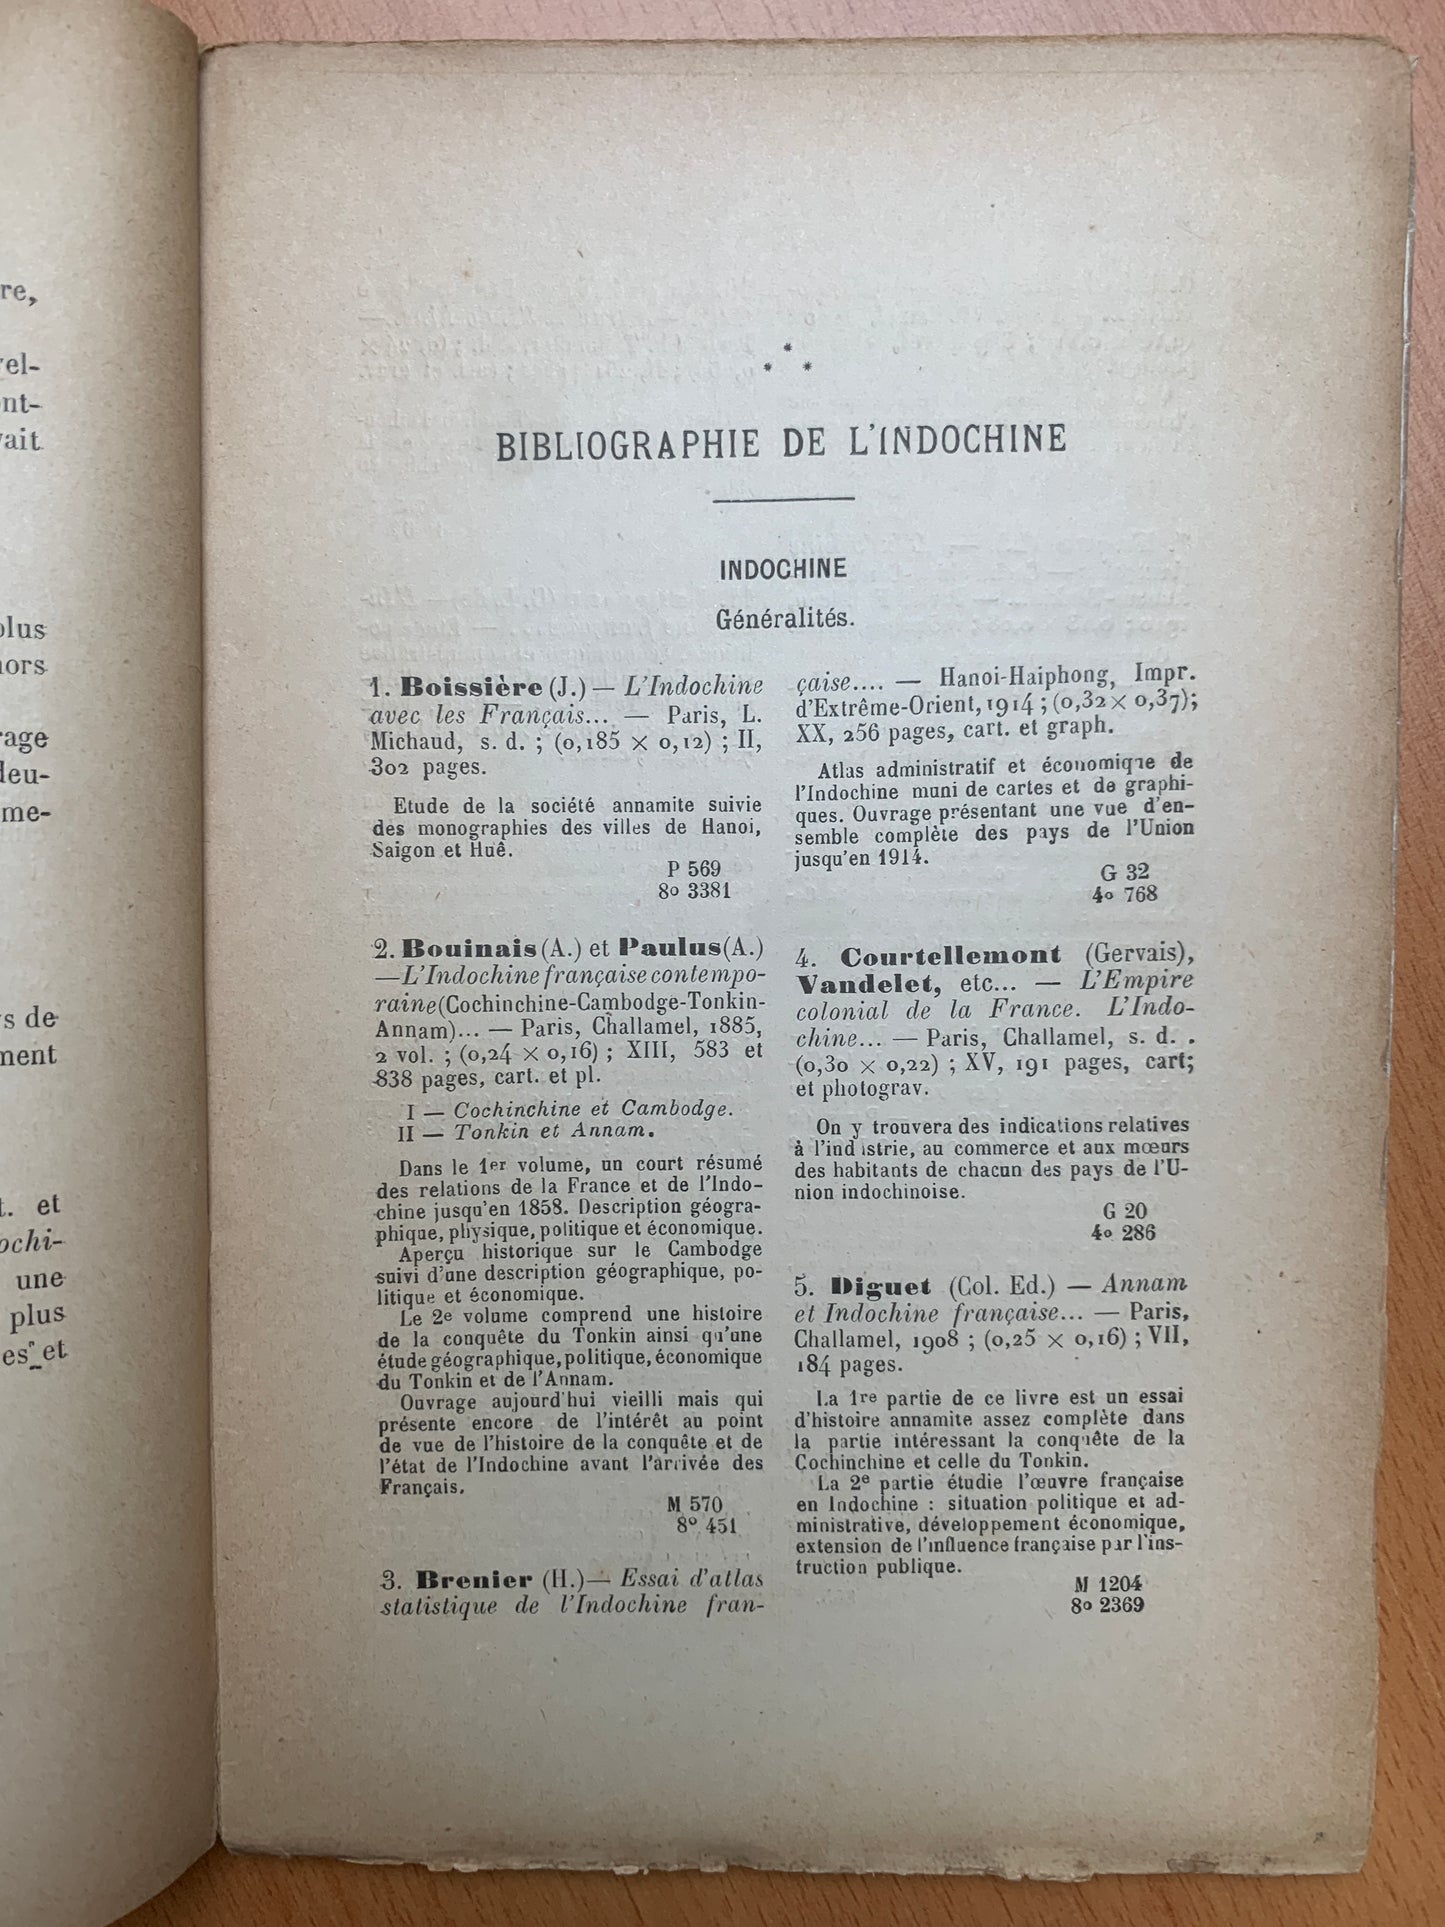 re,
rel-
ont-
vait
plus
hors
rage
deu-
me-
s de
ment
t. et
ochi-
une
plus
es et
* * *
BIBLIOGRAPHIE DE L'INDOCHINE
INDOCHINE
Généralités.
1. Boissière (J.) — L'Indochine
avec les Français... — Paris, L.
Michaud, s. d. ; (0,185 × 0,12) ; II,
302 pages.
Etude de la société annamite suivie
des monographies des villes de Hanoi,
Saigon et Huê.
P 569
8o 3381
2. Bouinais (A.) et Paulus (A.)
— L'Indochine française contempo-
raine (Cochinchine-Cambodge-Tonkin-
Annam)... — Paris, Challamel, 1885,
2 vol. ; (0,24 × 0,16) ; XIII, 583 et
838 pages, cart. et pl.
I — Cochinchine et Cambodge.
II — Tonkin et Annam.
Dans le 1er volume, un court résumé
des relations de la France et de l'Indo-
chine jusqu'en 1858. Description géogra-
phique, physique, politique et économique.
Aperçu historique sur le Cambodge
suivi d'une description géographique, po-
litique et économique.
Le 2e volume comprend une histoire
de la conquête du Tonkin ainsi qu'une
étude géographique, politique, économique
du Tonkin et de l'Annam.
Ouvrage aujourd'hui vieilli mais qui
présente encore de l'intérêt au point
de vue de l'histoire de la conquête et de
l'état de l'Indochine avant l'arrivée des
Français.
M 570
8º 451
3. Brenier (H.) — Essai d'atlas
statistique de l'Indochine fran-
çaise.... — Hanoi-Haiphong, Impr.
d'Extrême-Orient, 1914 ; (0,32 × 0,37);
XX, 256 pages, cart. et graph.
Atlas administratif et économique de
l'Indochine muni de cartes et de graphi-
ques. Ouvrage présentant une vue d'en-
semble complète des pays de l'Union
jusqu'en 1914.
G 32
4o 768
4. Courtellemont (Gervais),
Vandelet, etc... — L'Empire
colonial de la France. L'Indo-
chine... — Paris, Challamel, s. d. .
(0,30 × 0,22) ; XV, 191 pages, cart;
et photograv.
On y trouvera des indications relatives
à l'industrie, au commerce et aux mœurs
des habitants de chacun des pays de l'U-
nion indochinoise.
G 20
4o 286
5. Diguet (Col. Ed.) — Annam
et Indochine française... — Paris,
Challamel, 1908 ; (0,25 × 0,16) ; VII,
184 pages.
La 1re partie de ce livre est un essai
d'histoire annamite assez complète dans
la partie intéressant la conquête de la
Cochinchine et celle du Tonkin.
La 2e partie étudie l'œuvre française
en Indochine : situation politique et ad-
ministrative, développement économique,
extension de l'influence française par l'ins-
truction publique.
M 1204
8o 2369